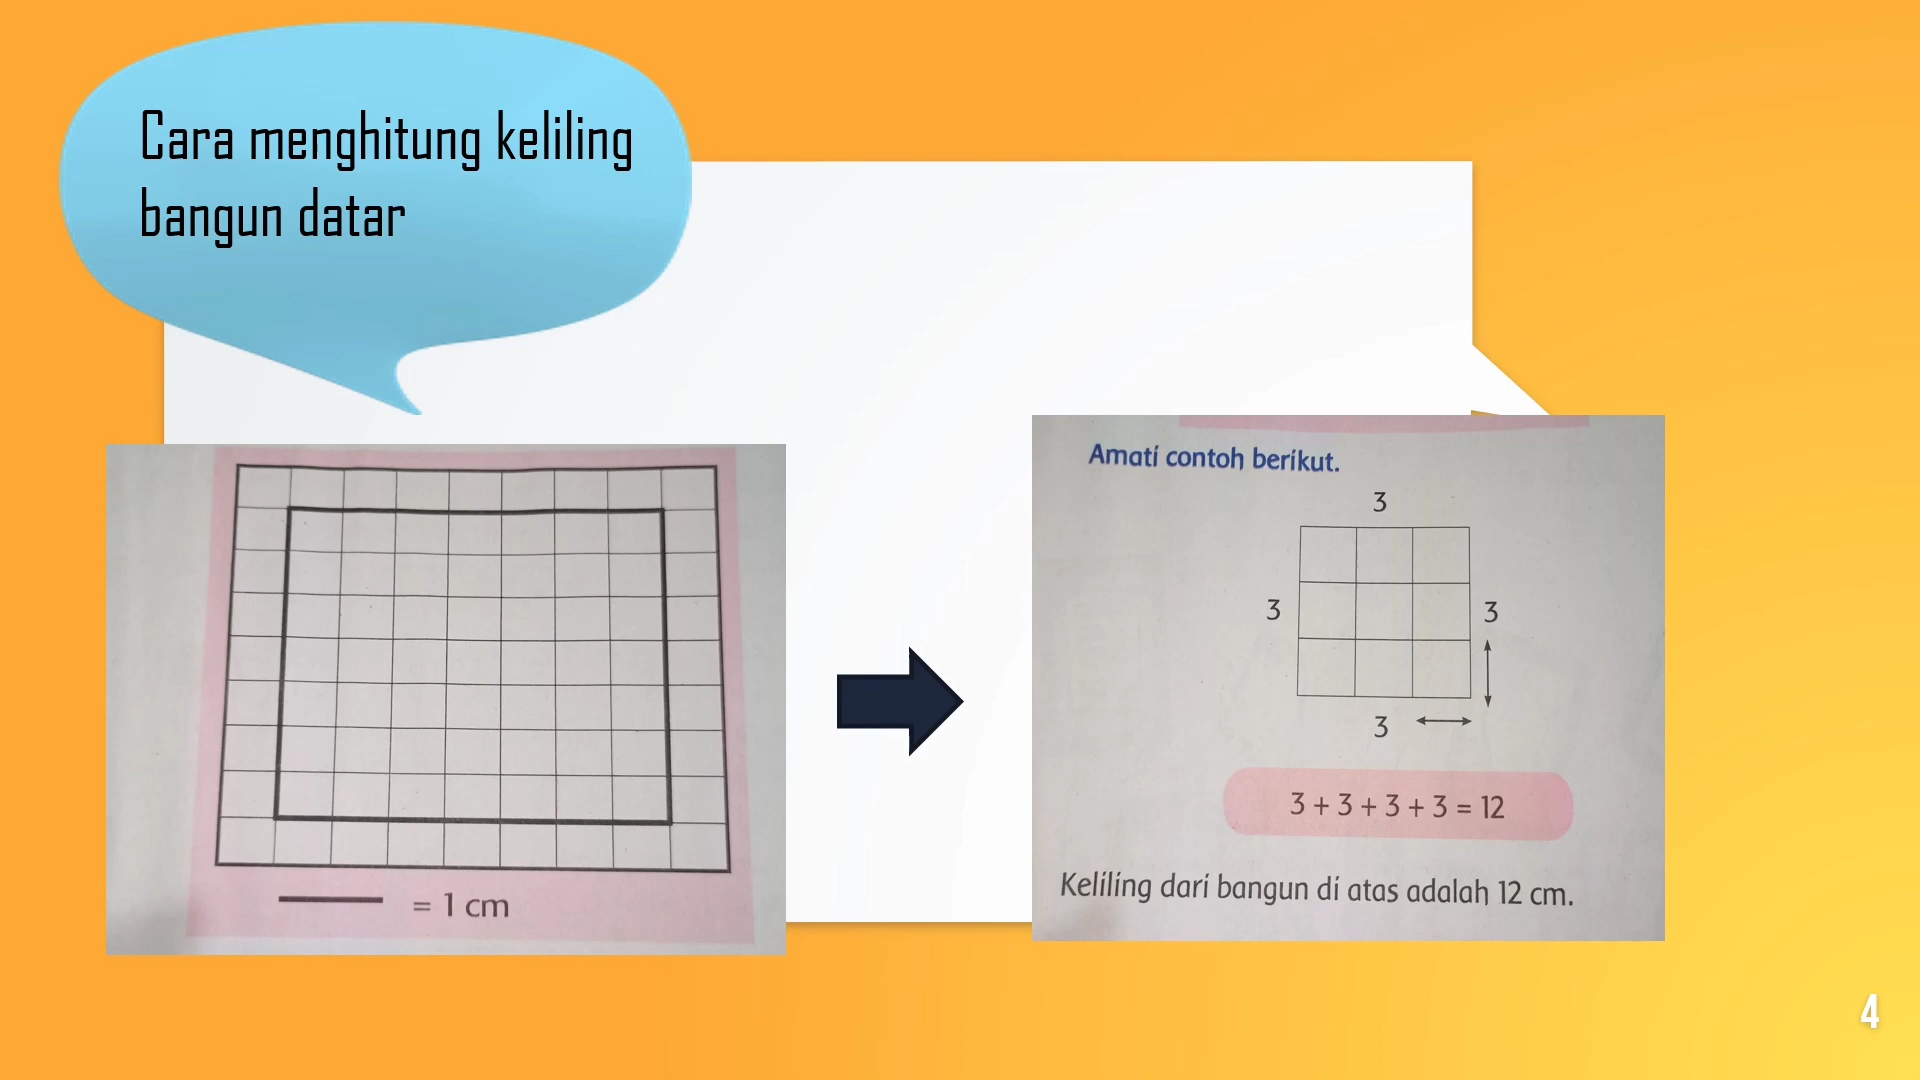 Cara menghitung keliling
bangun datar
= 1 cm
Amati contoh berikut.
3
3
3
3
3 + 3 + 3 + 3 = 12
Keliling dari bangun di atas adalah 12 cm.
4